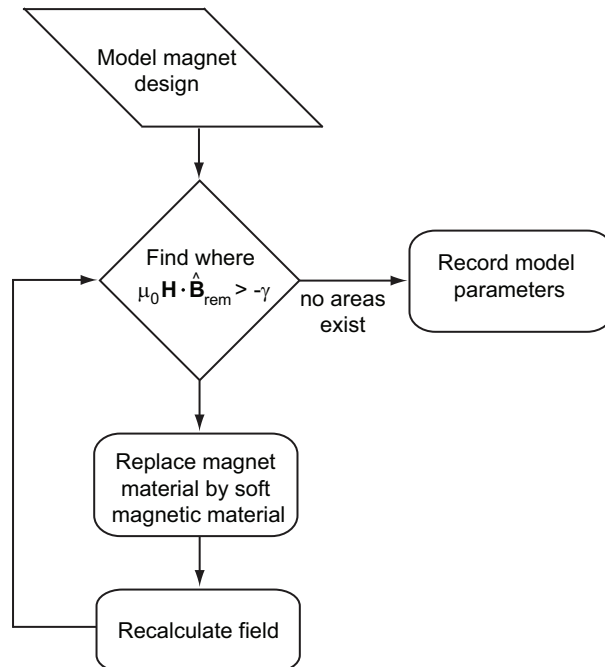 Model magnet
design
Find where
μ₀H · B̂_rem > -γ
no areas
exist
Record model
parameters
Replace magnet
material by soft
magnetic material
Recalculate field